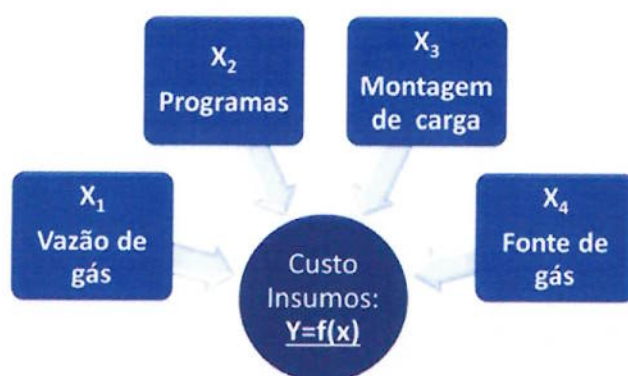 X₁
Vazão de
gás
X₂
Programas
X₃
Montagem
de carga
X₄
Fonte de
gás
Custo
Insumos:
Y=f(x)